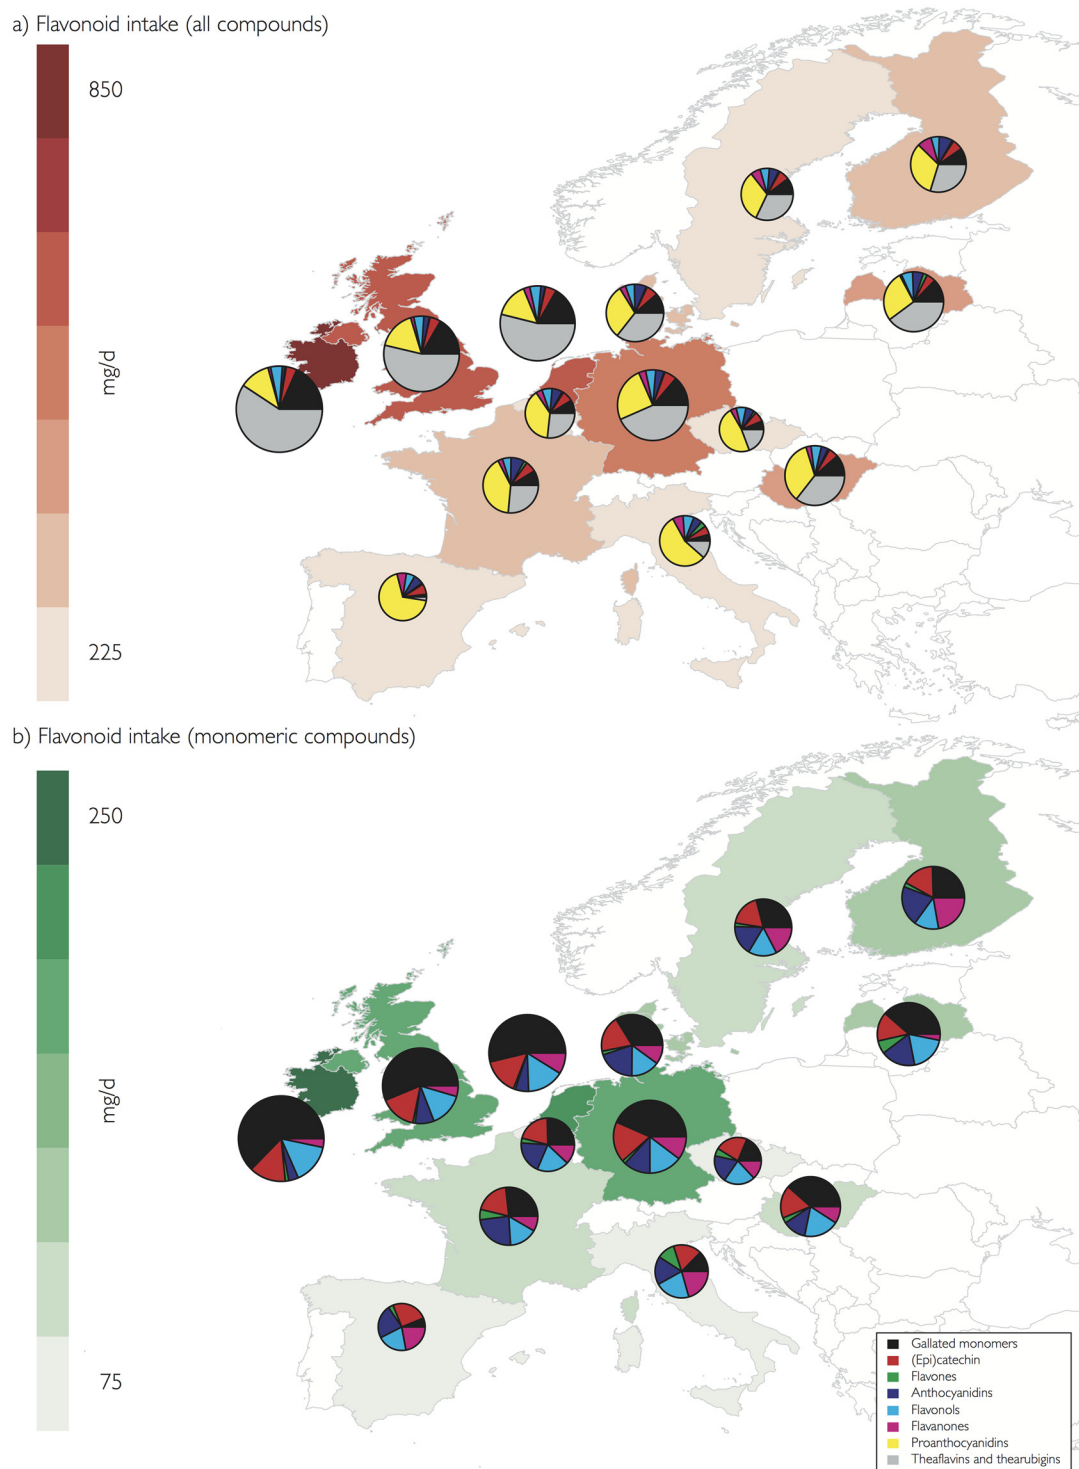 a) Flavonoid intake (all compounds)
850
mg/d
225
b) Flavonoid intake (monomeric compounds)
250
mg/d
75
Gallated monomers
(Epi)catechin
Flavones
Anthocyanidins
Flavonols
Flavanones
Proanthocyanidins
Theaflavins and thearubigins